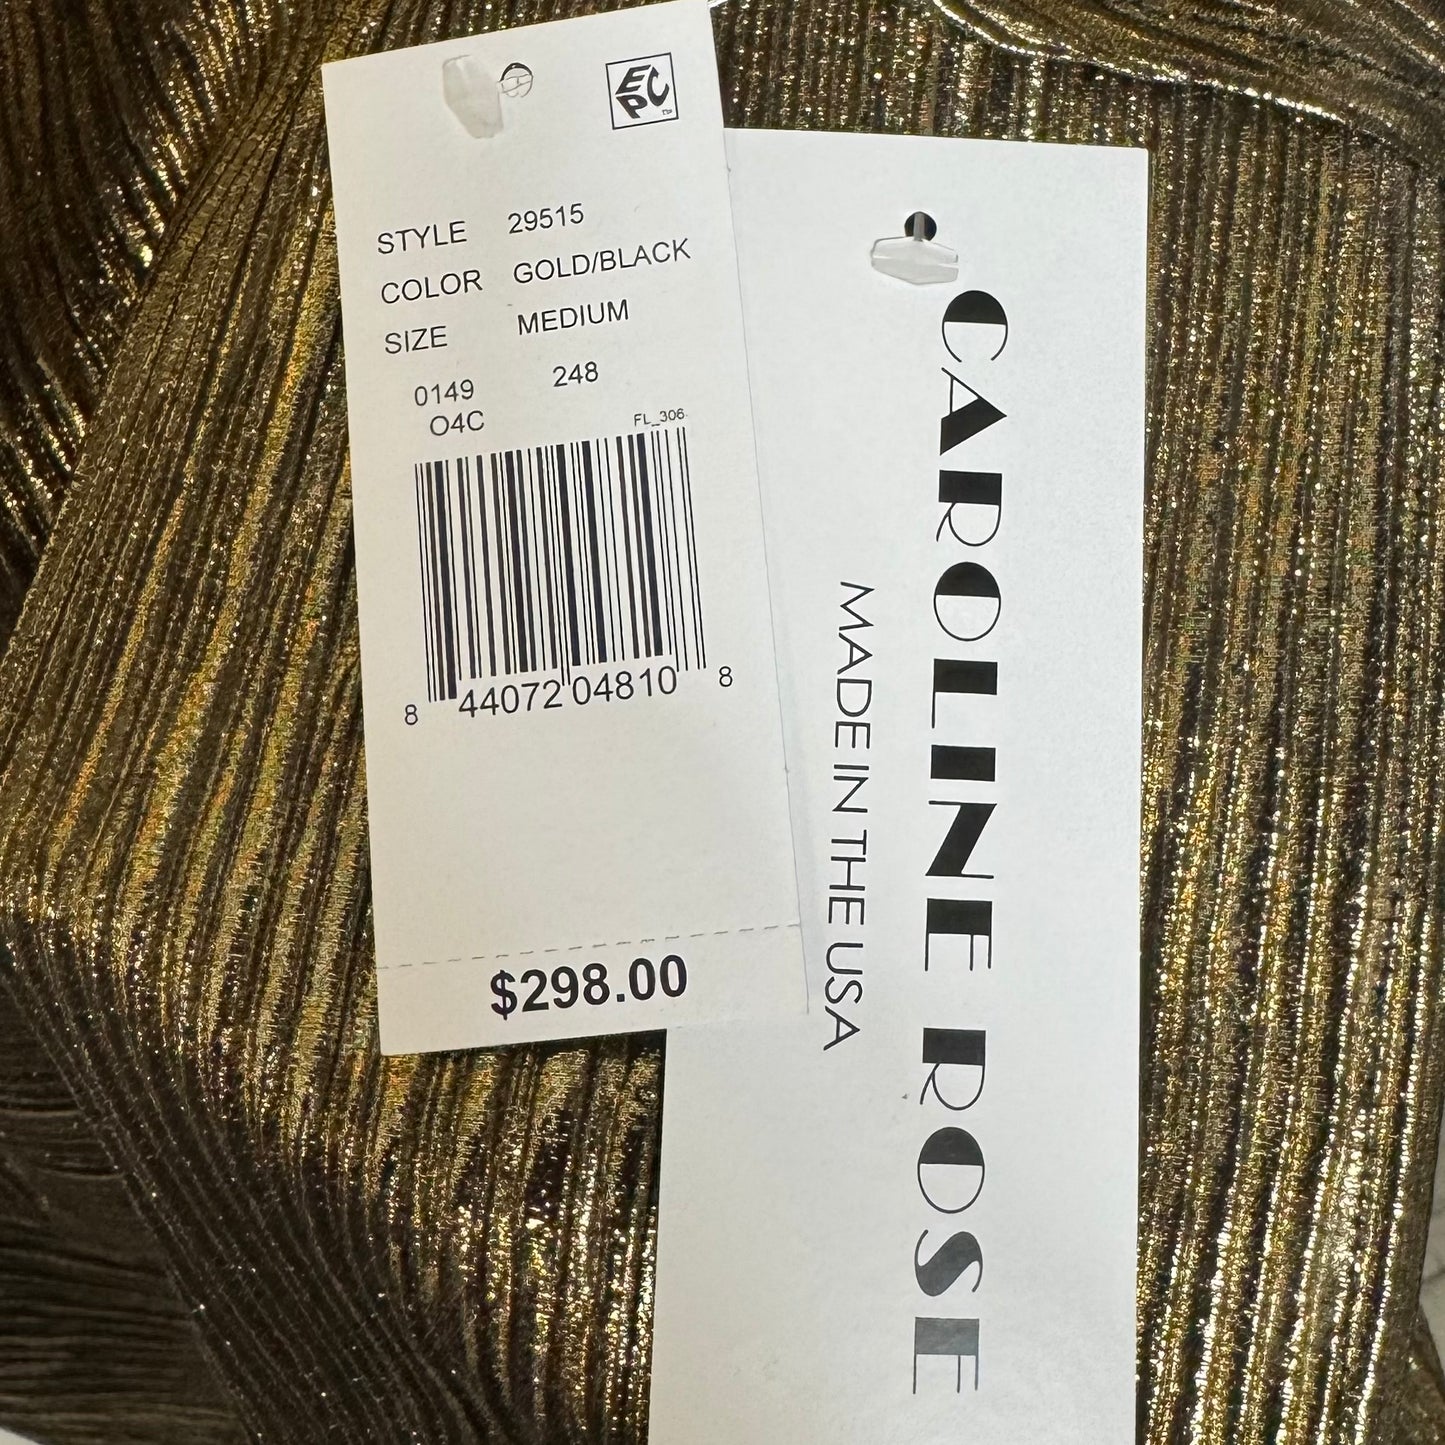 EPC™
STYLE 29515
COLOR GOLD/BLACK
SIZE MEDIUM
0149 248
O4C
FL_306
8 44072 04810 8
$298.00
CAROLINE ROSE
MADE IN THE USA